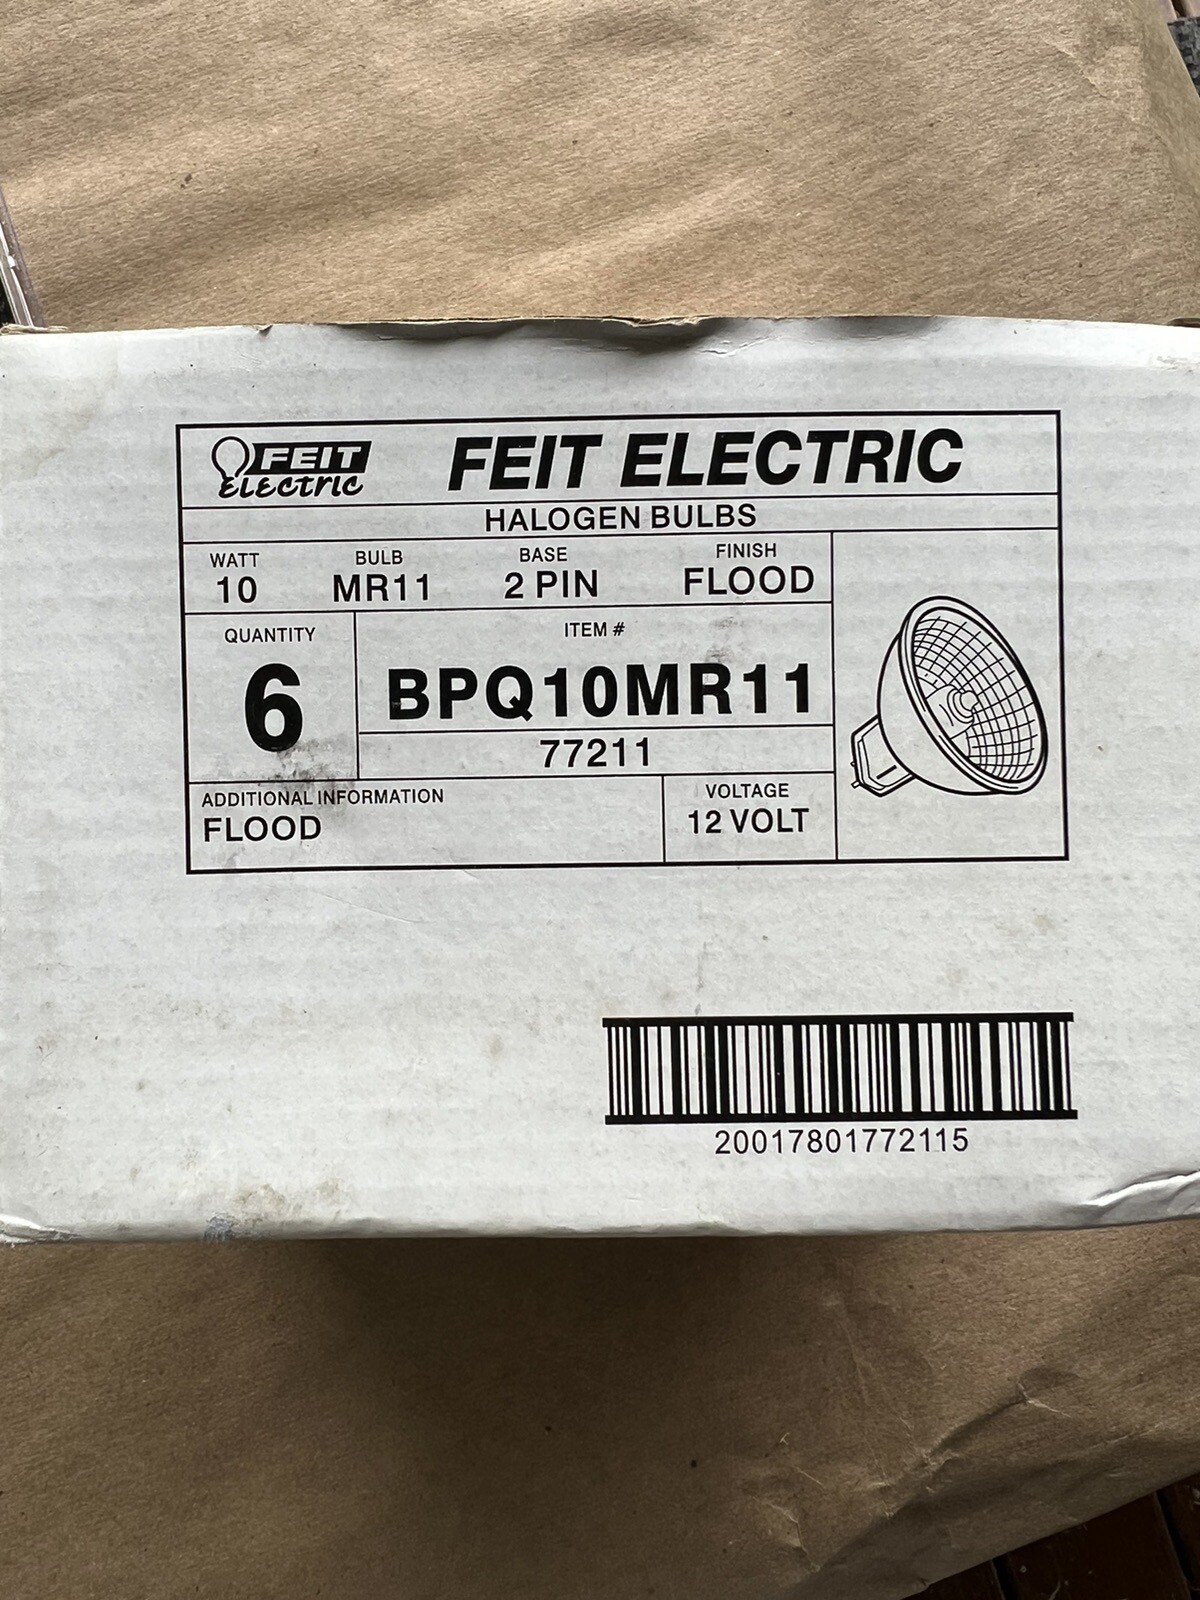 FEIT
ELECTRIC
FEIT ELECTRIC
HALOGEN BULBS
WATT BULB BASE FINISH
10 MR11 2 PIN FLOOD
QUANTITY
6
ITEM #
BPQ10MR11
77211
ADDITIONAL INFORMATION
FLOOD
VOLTAGE
12 VOLT
20017801772115